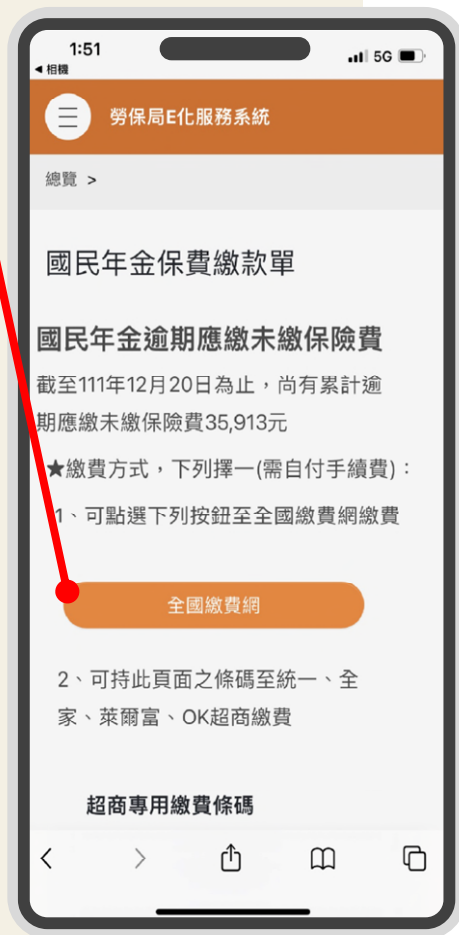 1:51
5G
◀ 相機
勞保局E化服務系統
總覽 >
國民年金保費繳款單
國民年金逾期應繳未繳保險費
截至111年12月20日為止，尚有累計逾
期應繳未繳保險費35,913元
★繳費方式，下列擇一(需自付手續費)：
1、可點選下列按鈕至全國繳費網繳費
全國繳費網
2、可持此頁面之條碼至統一、全
家、萊爾富、OK超商繳費
超商專用繳費條碼